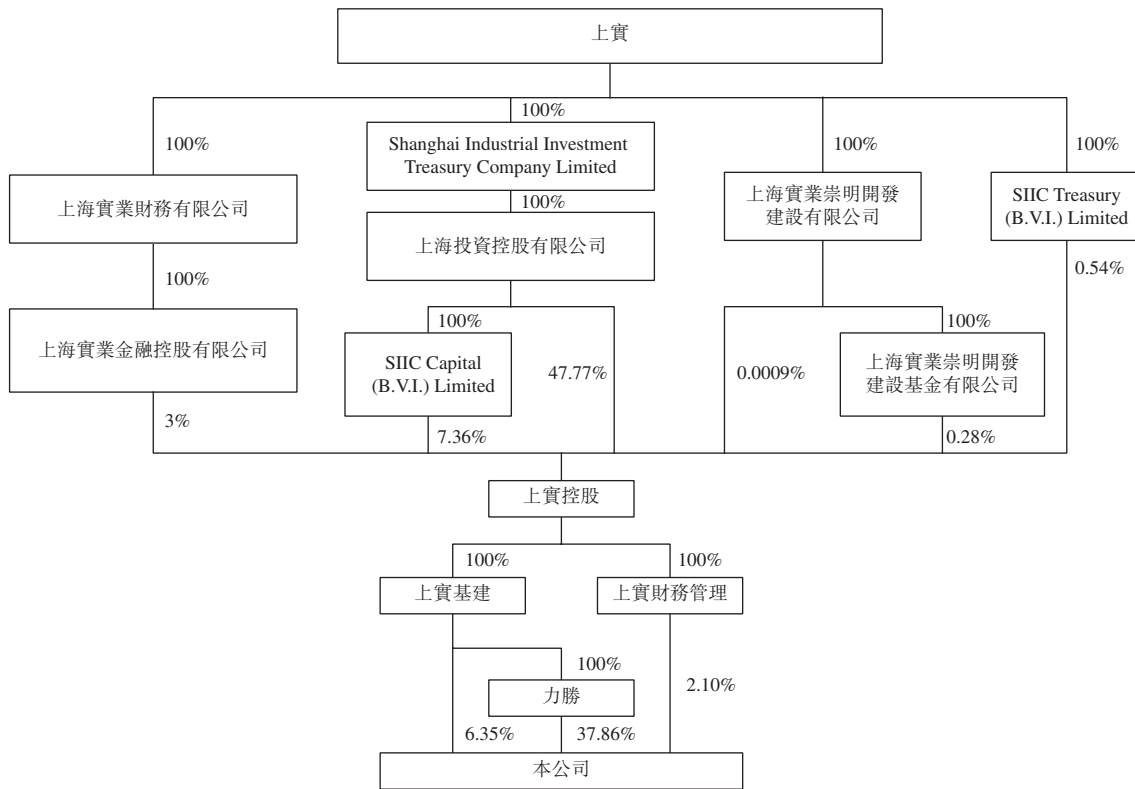 上實
100%
100%
100%
100%
Shanghai Industrial Investment
Treasury Company Limited
上海實業財務有限公司
上海實業崇明開發
建設有限公司
SIIC Treasury
(B.V.I.) Limited
100%
上海投資控股有限公司
0.54%
100%
100%
100%
上海實業金融控股有限公司
SIIC Capital
(B.V.I.) Limited
47.77%
0.0009%
上海實業崇明開發
建設基金有限公司
3%
7.36%
0.28%
上實控股
100%
100%
上實基建
上實財務管理
100%
力勝
2.10%
6.35%
37.86%
本公司